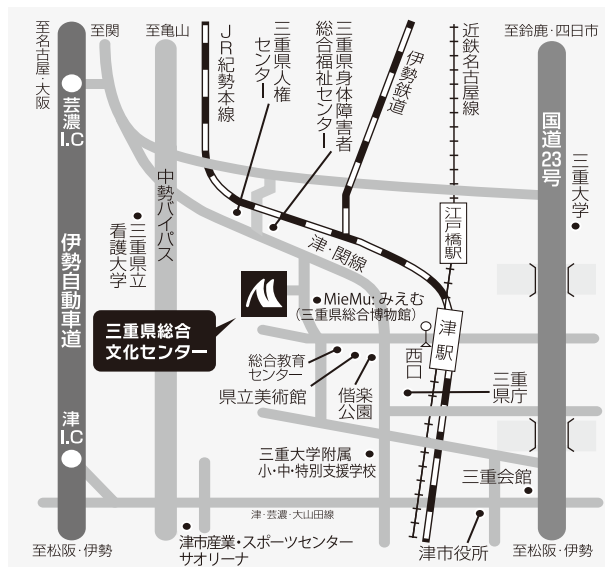 至名古屋・大阪
至関
至亀山
JR紀勢本線
三重県人権
センター
三重県身体障害者
総合福祉センター
伊勢鉄道
近鉄名古屋線
至鈴鹿・四日市
芸濃
I.C
中勢バイパス
国道23号
三重大学
三重県立
看護大学
江戸橋駅
伊勢自動車道
津・関線
MieMu:みえむ
(三重県総合博物館)
津駅
西口
三重県総合
文化センター
総合教育
センター
県立美術館
偕楽
公園
三重
県庁
津
I.C
三重大学附属
小・中・特別支援学校
三重会館
津・芸濃・大山田線
津市産業・スポーツセンター
サオリーナ
津市役所
至松阪・伊勢
至松阪・伊勢